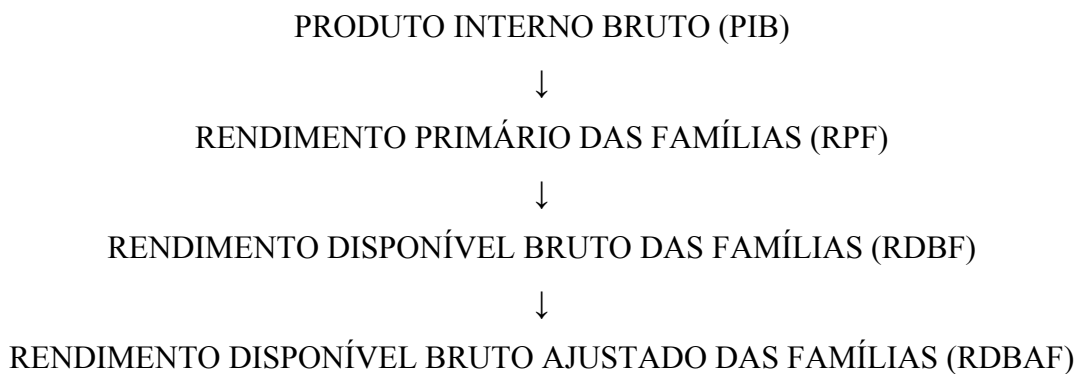 PRODUTO INTERNO BRUTO (PIB)
↓
RENDIMENTO PRIMÁRIO DAS FAMÍLIAS (RPF)
↓
RENDIMENTO DISPONÍVEL BRUTO DAS FAMÍLIAS (RDBF)
↓
RENDIMENTO DISPONÍVEL BRUTO AJUSTADO DAS FAMÍLIAS (RDBAF)